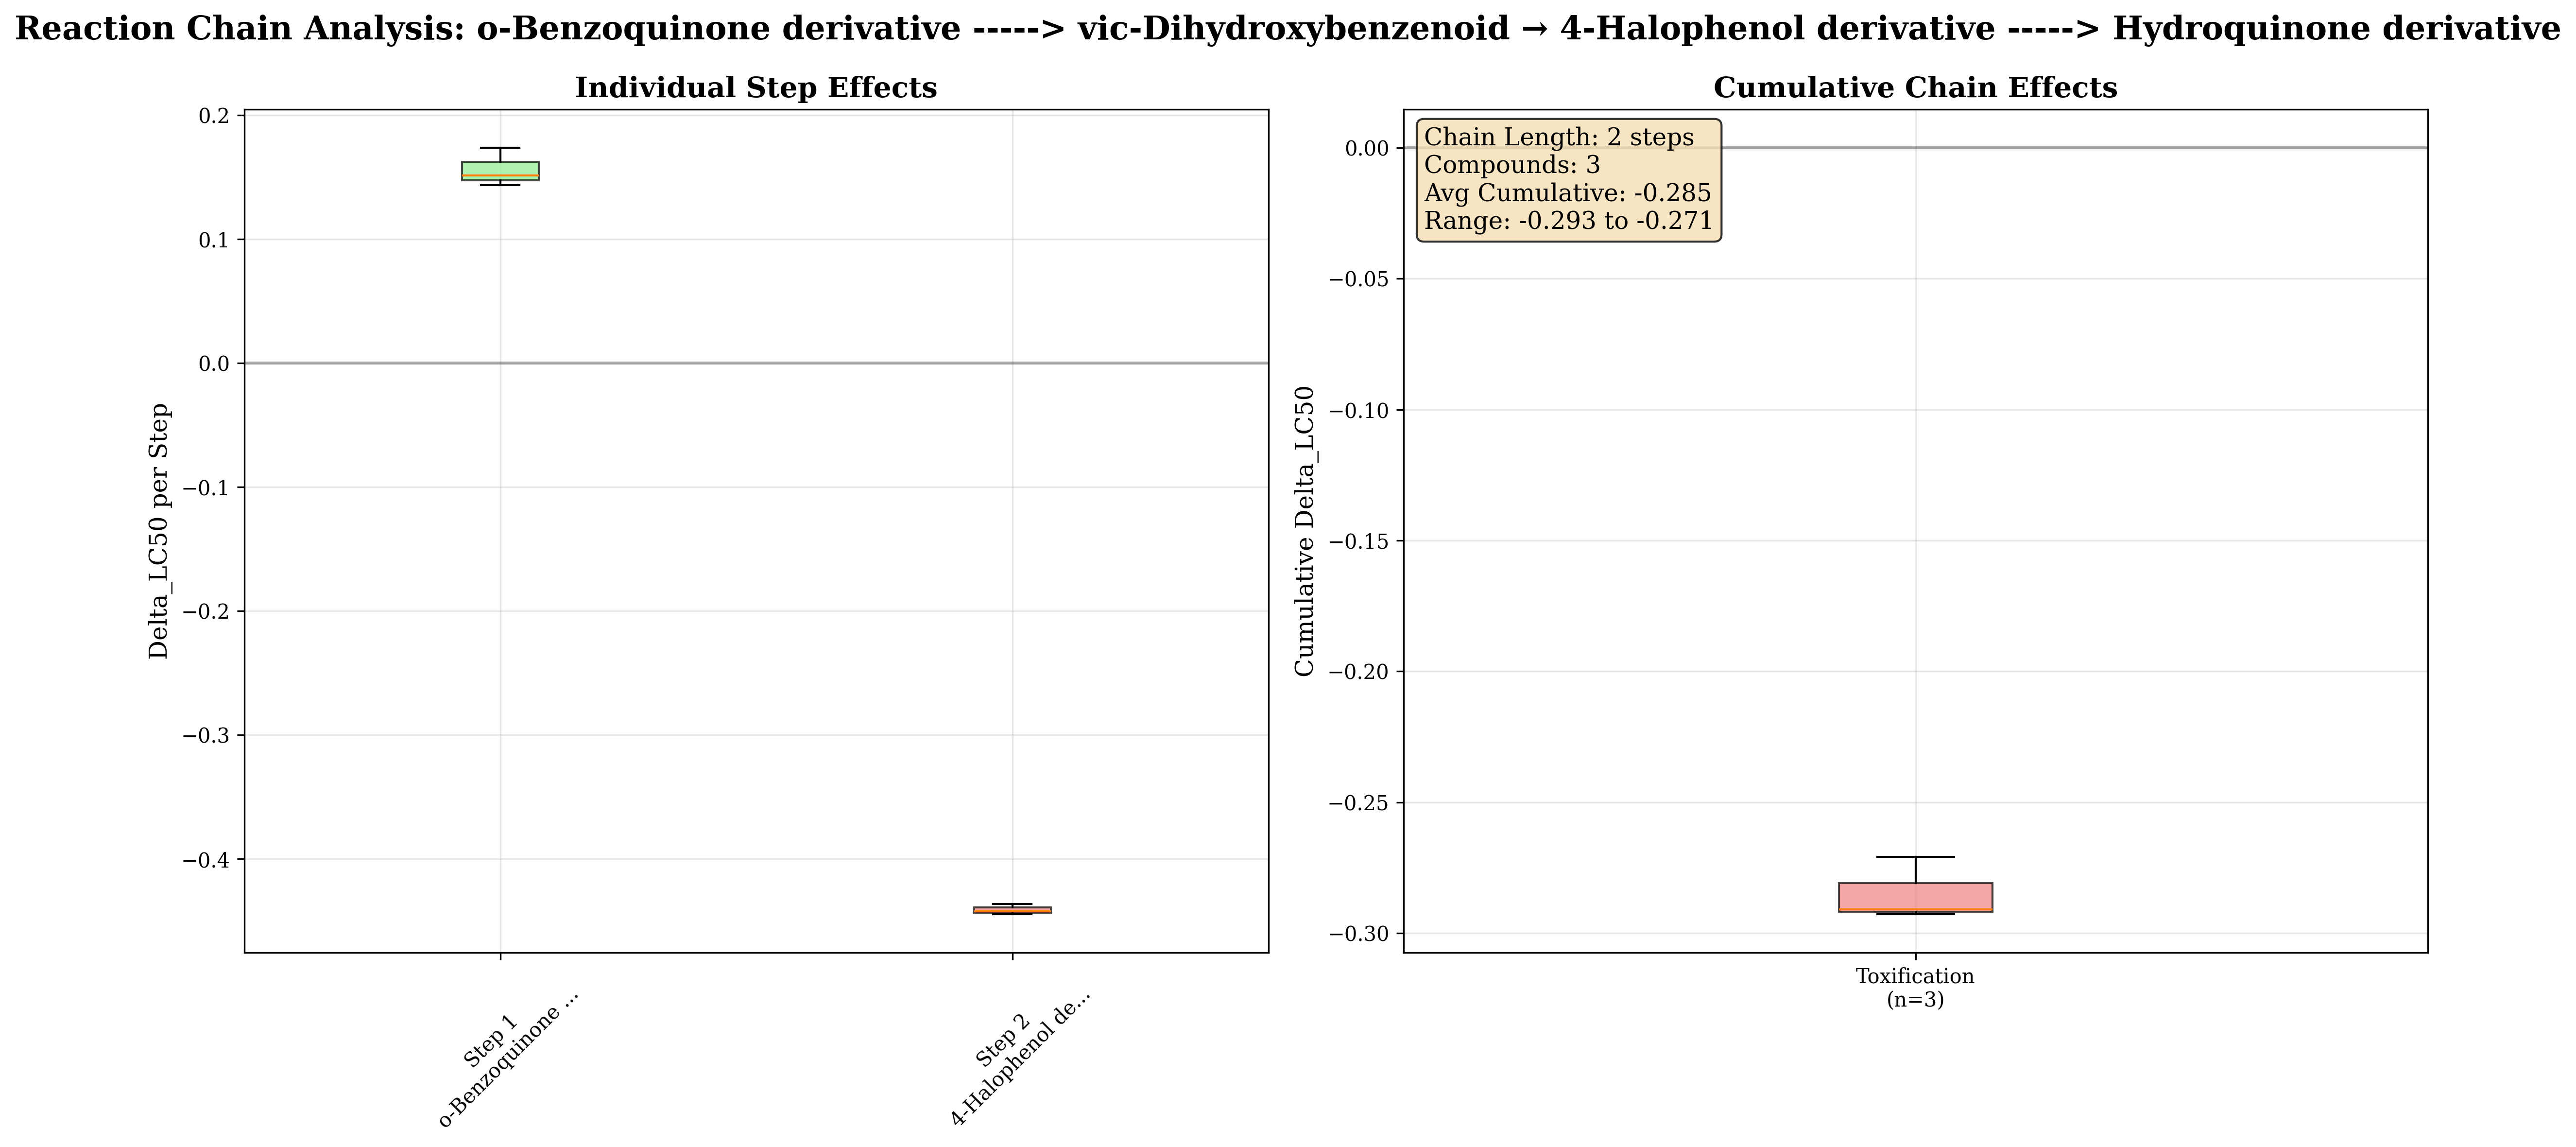 Reaction Chain Analysis: o-Benzoquinone derivative -----> vic-Dihydroxybenzenoid → 4-Halophenol derivative -----> Hydroquinone derivative
Individual Step Effects
Delta_LC50 per Step
0.2
0.1
0.0
−0.1
−0.2
−0.3
−0.4
Step 1
o-Benzoquinone ...
Step 2
4-Halophenol de...
Cumulative Chain Effects
Cumulative Delta_LC50
0.00
−0.05
−0.10
−0.15
−0.20
−0.25
−0.30
Chain Length: 2 steps
Compounds: 3
Avg Cumulative: -0.285
Range: -0.293 to -0.271
Toxification
(n=3)